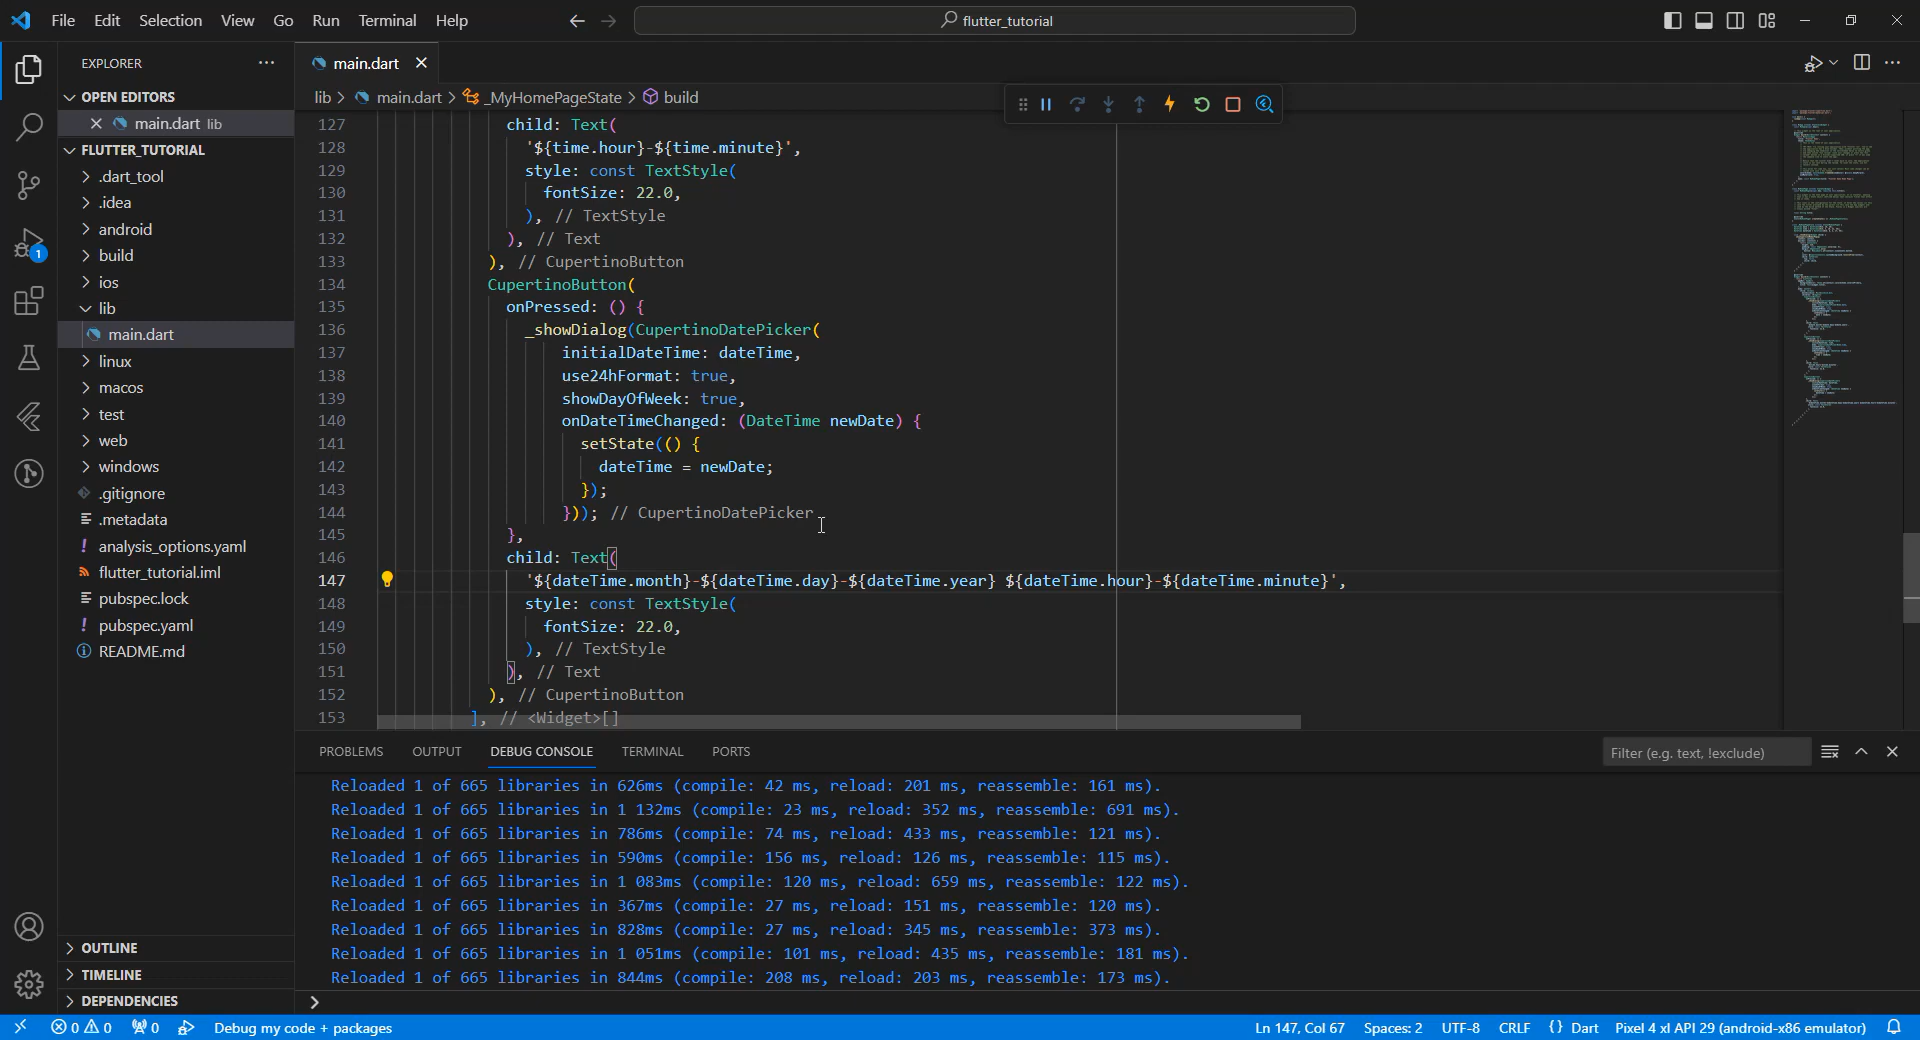 File Edit Selection View Go Run Terminal Help
flutter_tutorial
EXPLORER
OPEN EDITORS
main.dart lib
FLUTTER_TUTORIAL
.dart_tool
.idea
android
build
ios
lib
main.dart
linux
macos
test
web
windows
.gitignore
.metadata
analysis_options.yaml
flutter_tutorial.iml
pubspec.lock
pubspec.yaml
README.md
OUTLINE
TIMELINE
DEPENDENCIES
1
main.dart
lib > main.dart > _MyHomePageState > build
127 child: Text(
128 '${time.hour}-${time.minute}',
129 style: const TextStyle(
130 fontSize: 22.0,
131 ), // TextStyle
132 ), // Text
133 ), // CupertinoButton
134 CupertinoButton(
135 onPressed: () {
136 _showDialog(CupertinoDatePicker(
137 initialDateTime: dateTime,
138 use24hFormat: true,
139 showDayOfWeek: true,
140 onDateTimeChanged: (DateTime newDate) {
141 setState(() {
142 dateTime = newDate;
143 });
144 })); // CupertinoDatePicker
145 },
146 child: Text(
147 '${dateTime.month}-${dateTime.day}-${dateTime.year} ${dateTime.hour}-${dateTime.minute}',
148 style: const TextStyle(
149 fontSize: 22.0,
150 ), // TextStyle
151 ), // Text
152 ), // CupertinoButton
153 ], // <Widget>[]
PROBLEMS OUTPUT DEBUG CONSOLE TERMINAL PORTS
Filter (e.g. text, !exclude)
Reloaded 1 of 665 libraries in 626ms (compile: 42 ms, reload: 201 ms, reassemble: 161 ms).
Reloaded 1 of 665 libraries in 1 132ms (compile: 23 ms, reload: 352 ms, reassemble: 691 ms).
Reloaded 1 of 665 libraries in 786ms (compile: 74 ms, reload: 433 ms, reassemble: 121 ms).
Reloaded 1 of 665 libraries in 590ms (compile: 156 ms, reload: 126 ms, reassemble: 115 ms).
Reloaded 1 of 665 libraries in 1 083ms (compile: 120 ms, reload: 659 ms, reassemble: 122 ms).
Reloaded 1 of 665 libraries in 367ms (compile: 27 ms, reload: 151 ms, reassemble: 120 ms).
Reloaded 1 of 665 libraries in 828ms (compile: 27 ms, reload: 345 ms, reassemble: 373 ms).
Reloaded 1 of 665 libraries in 1 051ms (compile: 101 ms, reload: 435 ms, reassemble: 181 ms).
Reloaded 1 of 665 libraries in 844ms (compile: 208 ms, reload: 203 ms, reassemble: 173 ms).
0 0 0 Debug my code + packages
Ln 147, Col 67 Spaces: 2 UTF-8 CRLF {} Dart Pixel 4 xl API 29 (android-x86 emulator)